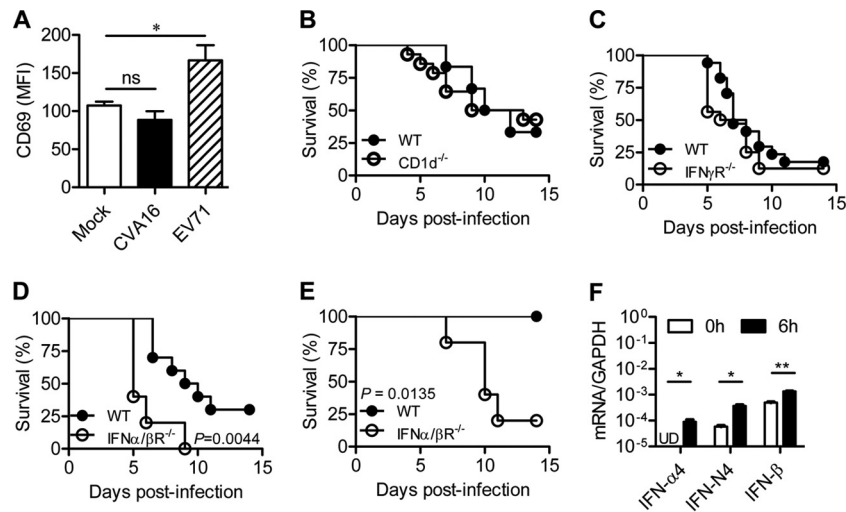 A
CD69 (MFI)
200
150
100
50
0
*
ns
Mock
CVA16
EV71
B
Survival (%)
100
75
50
25
0
WT
CD1d-/-
0
5
10
15
Days post-infection
C
Survival (%)
100
75
50
25
0
WT
IFNγR-/-
0
5
10
15
Days post-infection
D
Survival (%)
100
75
50
25
0
WT
IFNα/βR-/- P=0.0044
0
5
10
15
Days post-infection
E
Survival (%)
100
75
50
25
0
P = 0.0135
WT
IFNα/βR-/-
0
5
10
15
Days post-infection
F
mRNA/GAPDH
10^0
10^-1
10^-2
10^-3
10^-4
10^-5
0h 6h
*
*
**
UD
IFN-α4
IFN-N4
IFN-β